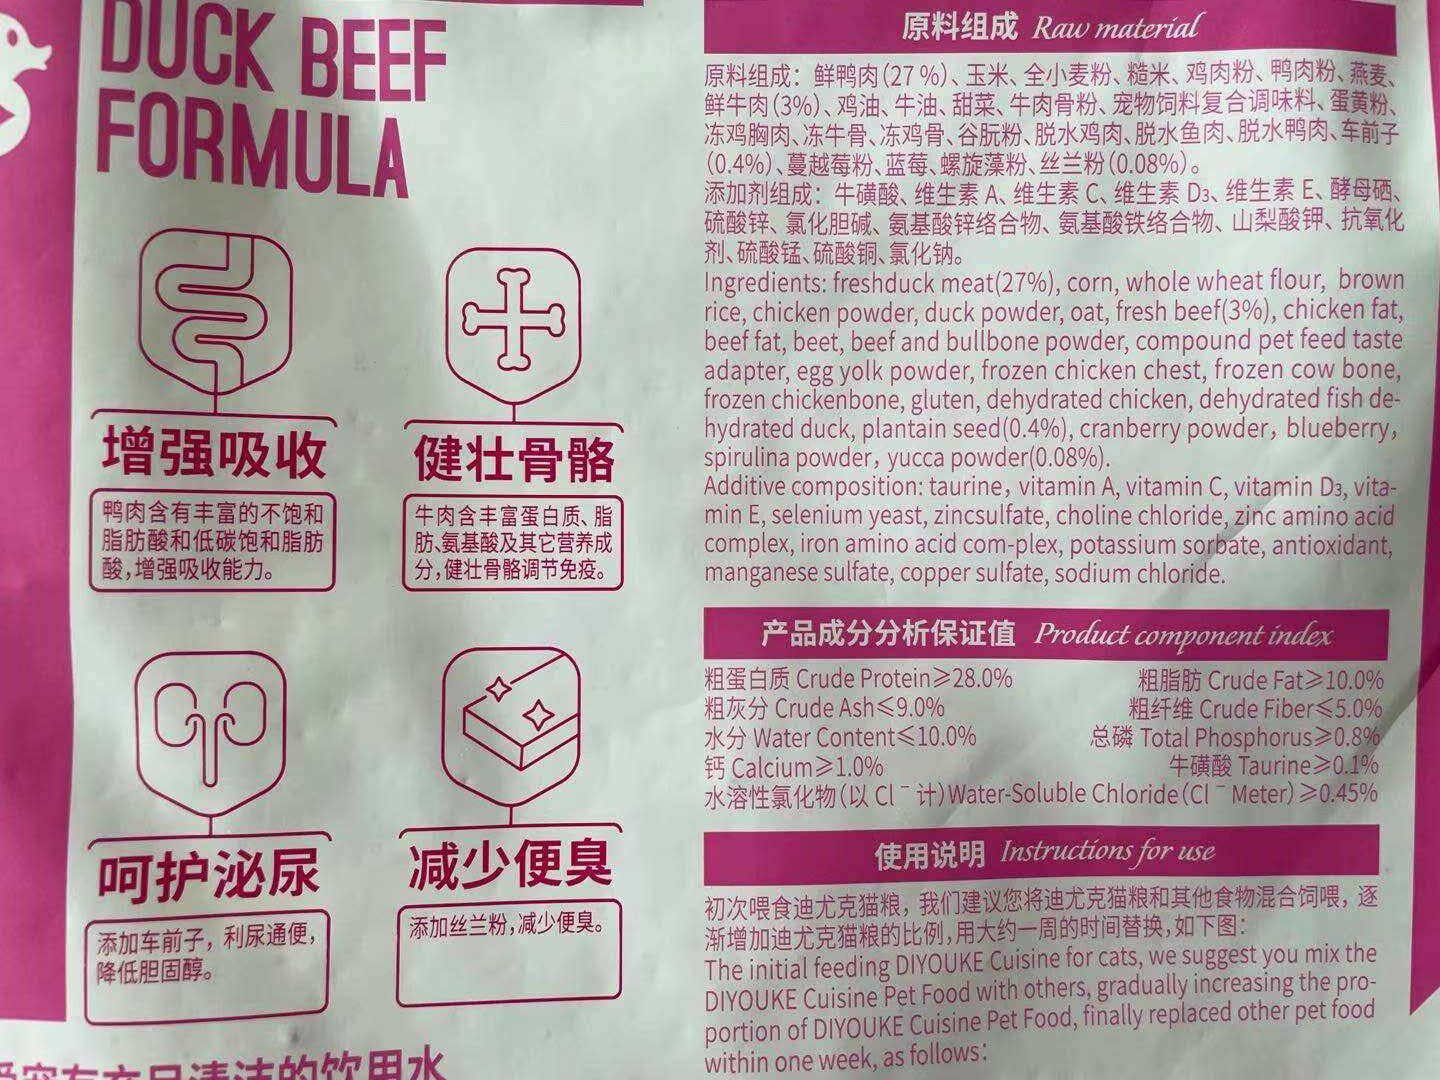 DUCK BEEF
FORMULA
增强吸收
鸭肉含有丰富的不饱和
脂肪酸和低碳饱和脂肪
酸,增强吸收能力。
健壮骨骼
牛肉含丰富蛋白质、脂
肪、氨基酸及其它营养成
分,健壮骨骼调节免疫。
呵护泌尿
添加车前子，利尿通便，
降低胆固醇。
减少便臭
添加丝兰粉,减少便臭。
原料组成 Raw material
原料组成：鲜鸭肉(27 %)、玉米、全小麦粉、糙米、鸡肉粉、鸭肉粉、燕麦、
鲜牛肉(3%)、鸡油、牛油、甜菜、牛肉骨粉、宠物饲料复合调味料、蛋黄粉、
冻鸡胸肉、冻牛骨、冻鸡骨、谷朊粉、脱水鸡肉、脱水鱼肉、脱水鸭肉、车前子
(0.4%)、蔓越莓粉、蓝莓、螺旋藻粉、丝兰粉(0.08%)。
添加剂组成：牛磺酸、维生素 A、维生素 C、维生素 D3、维生素 E、酵母硒、
硫酸锌、氯化胆碱、氨基酸锌络合物、氨基酸铁络合物、山梨酸钾、抗氧化
剂、硫酸锰、硫酸铜、氯化钠。
Ingredients: freshduck meat(27%), corn, whole wheat flour, brown
rice, chicken powder, duck powder, oat, fresh beef(3%), chicken fat,
beef fat, beet, beef and bullbone powder, compound pet feed taste
adapter, egg yolk powder, frozen chicken chest, frozen cow bone,
frozen chickenbone, gluten, dehydrated chicken, dehydrated fish de-
hydrated duck, plantain seed(0.4%), cranberry powder，blueberry，
spirulina powder，yucca powder(0.08%).
Additive composition: taurine，vitamin A, vitamin C, vitamin D3, vita-
min E, selenium yeast, zincsulfate, choline chloride, zinc amino acid
complex, iron amino acid com-plex, potassium sorbate, antioxidant,
manganese sulfate, copper sulfate, sodium chloride.
产品成分分析保证值 Product component index
粗蛋白质 Crude Protein≥28.0% 粗脂肪 Crude Fat≥10.0%
粗灰分 Crude Ash≤9.0% 粗纤维 Crude Fiber≤5.0%
水分 Water Content≤10.0% 总磷 Total Phosphorus≥0.8%
钙 Calcium≥1.0% 牛磺酸 Taurine≥0.1%
水溶性氯化物(以 Cl⁻ 计)Water-Soluble Chloride(Cl⁻ Meter)≥0.45%
使用说明 Instructions for use
初次喂食迪尤克猫粮，我们建议您将迪尤克猫粮和其他食物混合饲喂，逐
渐增加迪尤克猫粮的比例,用大约一周的时间替换,如下图：
The initial feeding DIYOUKE Cuisine for cats, we suggest you mix the
DIYOUKE Cuisine Pet Food with others, gradually increasing the pro-
portion of DIYOUKE Cuisine Pet Food, finally replaced other pet food
within one week, as follows：